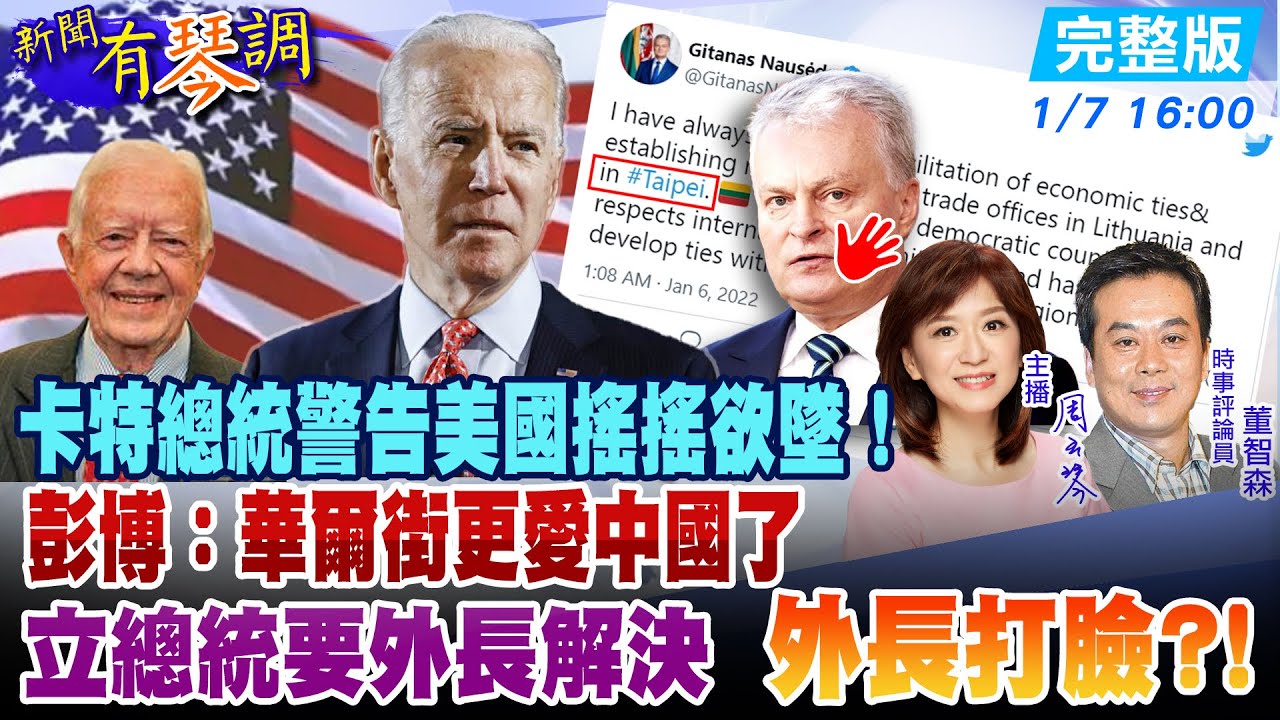 新聞有琴調
完整版
1/7 16:00
Gitanas Nausėd
@GitanasN
I have alway ilitation of economic ties&
establishing trade offices in Lithuania and
in #Taipei. democratic coun
respects intern
develop ties wit gion
1:08 AM · Jan 6, 2022
主播
周玉琴
時事評論員
董智森
卡特總統警告美國搖搖欲墜！
彭博：華爾街更愛中國了
立總統要外長解決 外長打臉?!